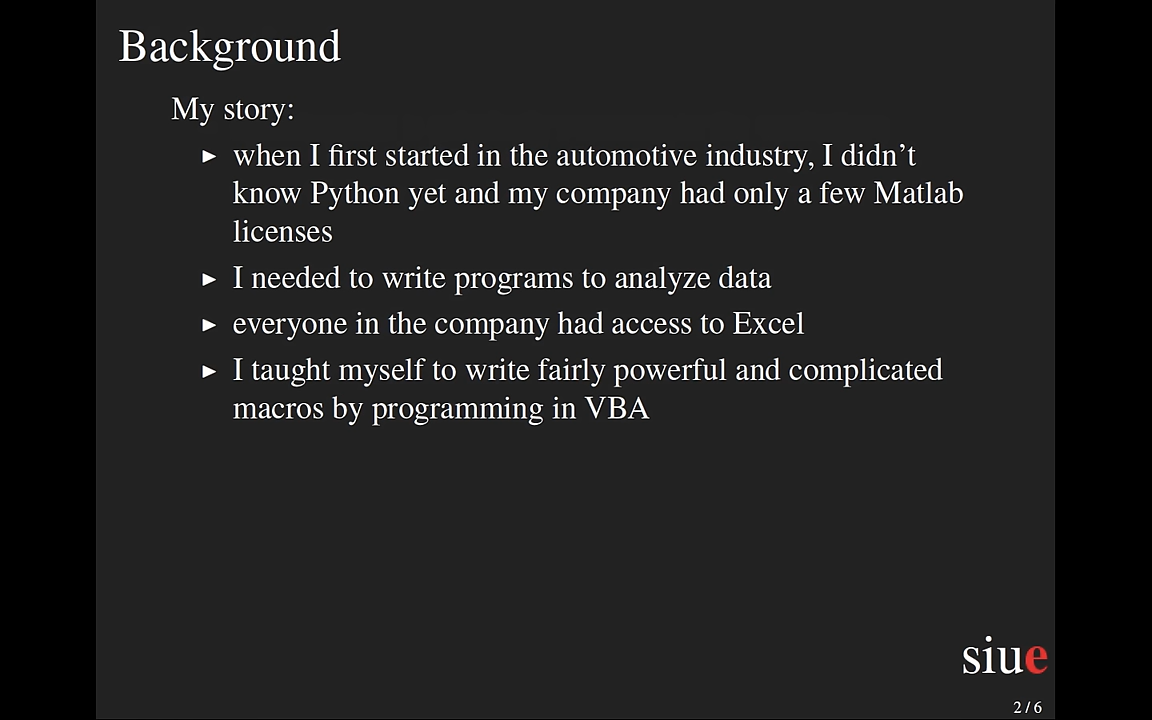 Background
My story:
► when I first started in the automotive industry, I didn’t
know Python yet and my company had only a few Matlab
licenses
► I needed to write programs to analyze data
► everyone in the company had access to Excel
► I taught myself to write fairly powerful and complicated
macros by programming in VBA
siue
2 / 6